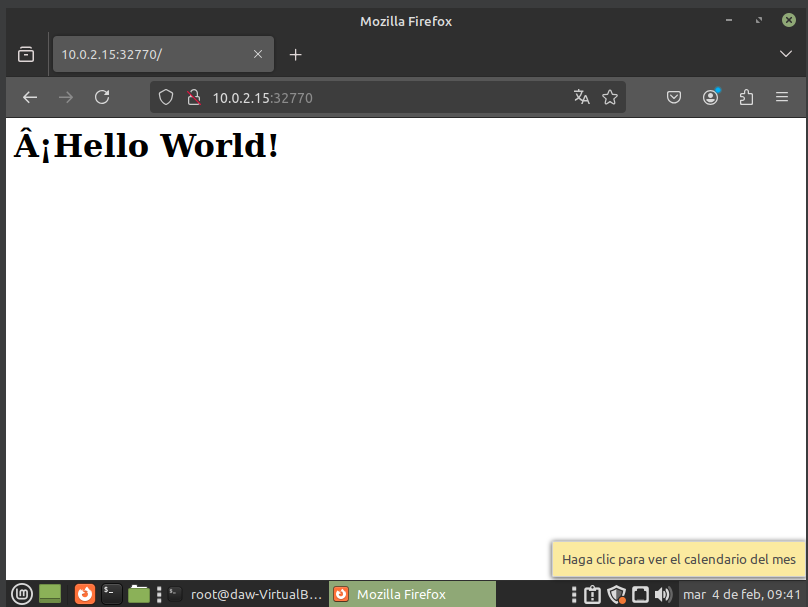 Mozilla Firefox
10.0.2.15:32770/
10.0.2.15:32770
Â¡Hello World!
Haga clic para ver el calendario del mes
root@daw-VirtualB... Mozilla Firefox mar 4 de feb, 09:41